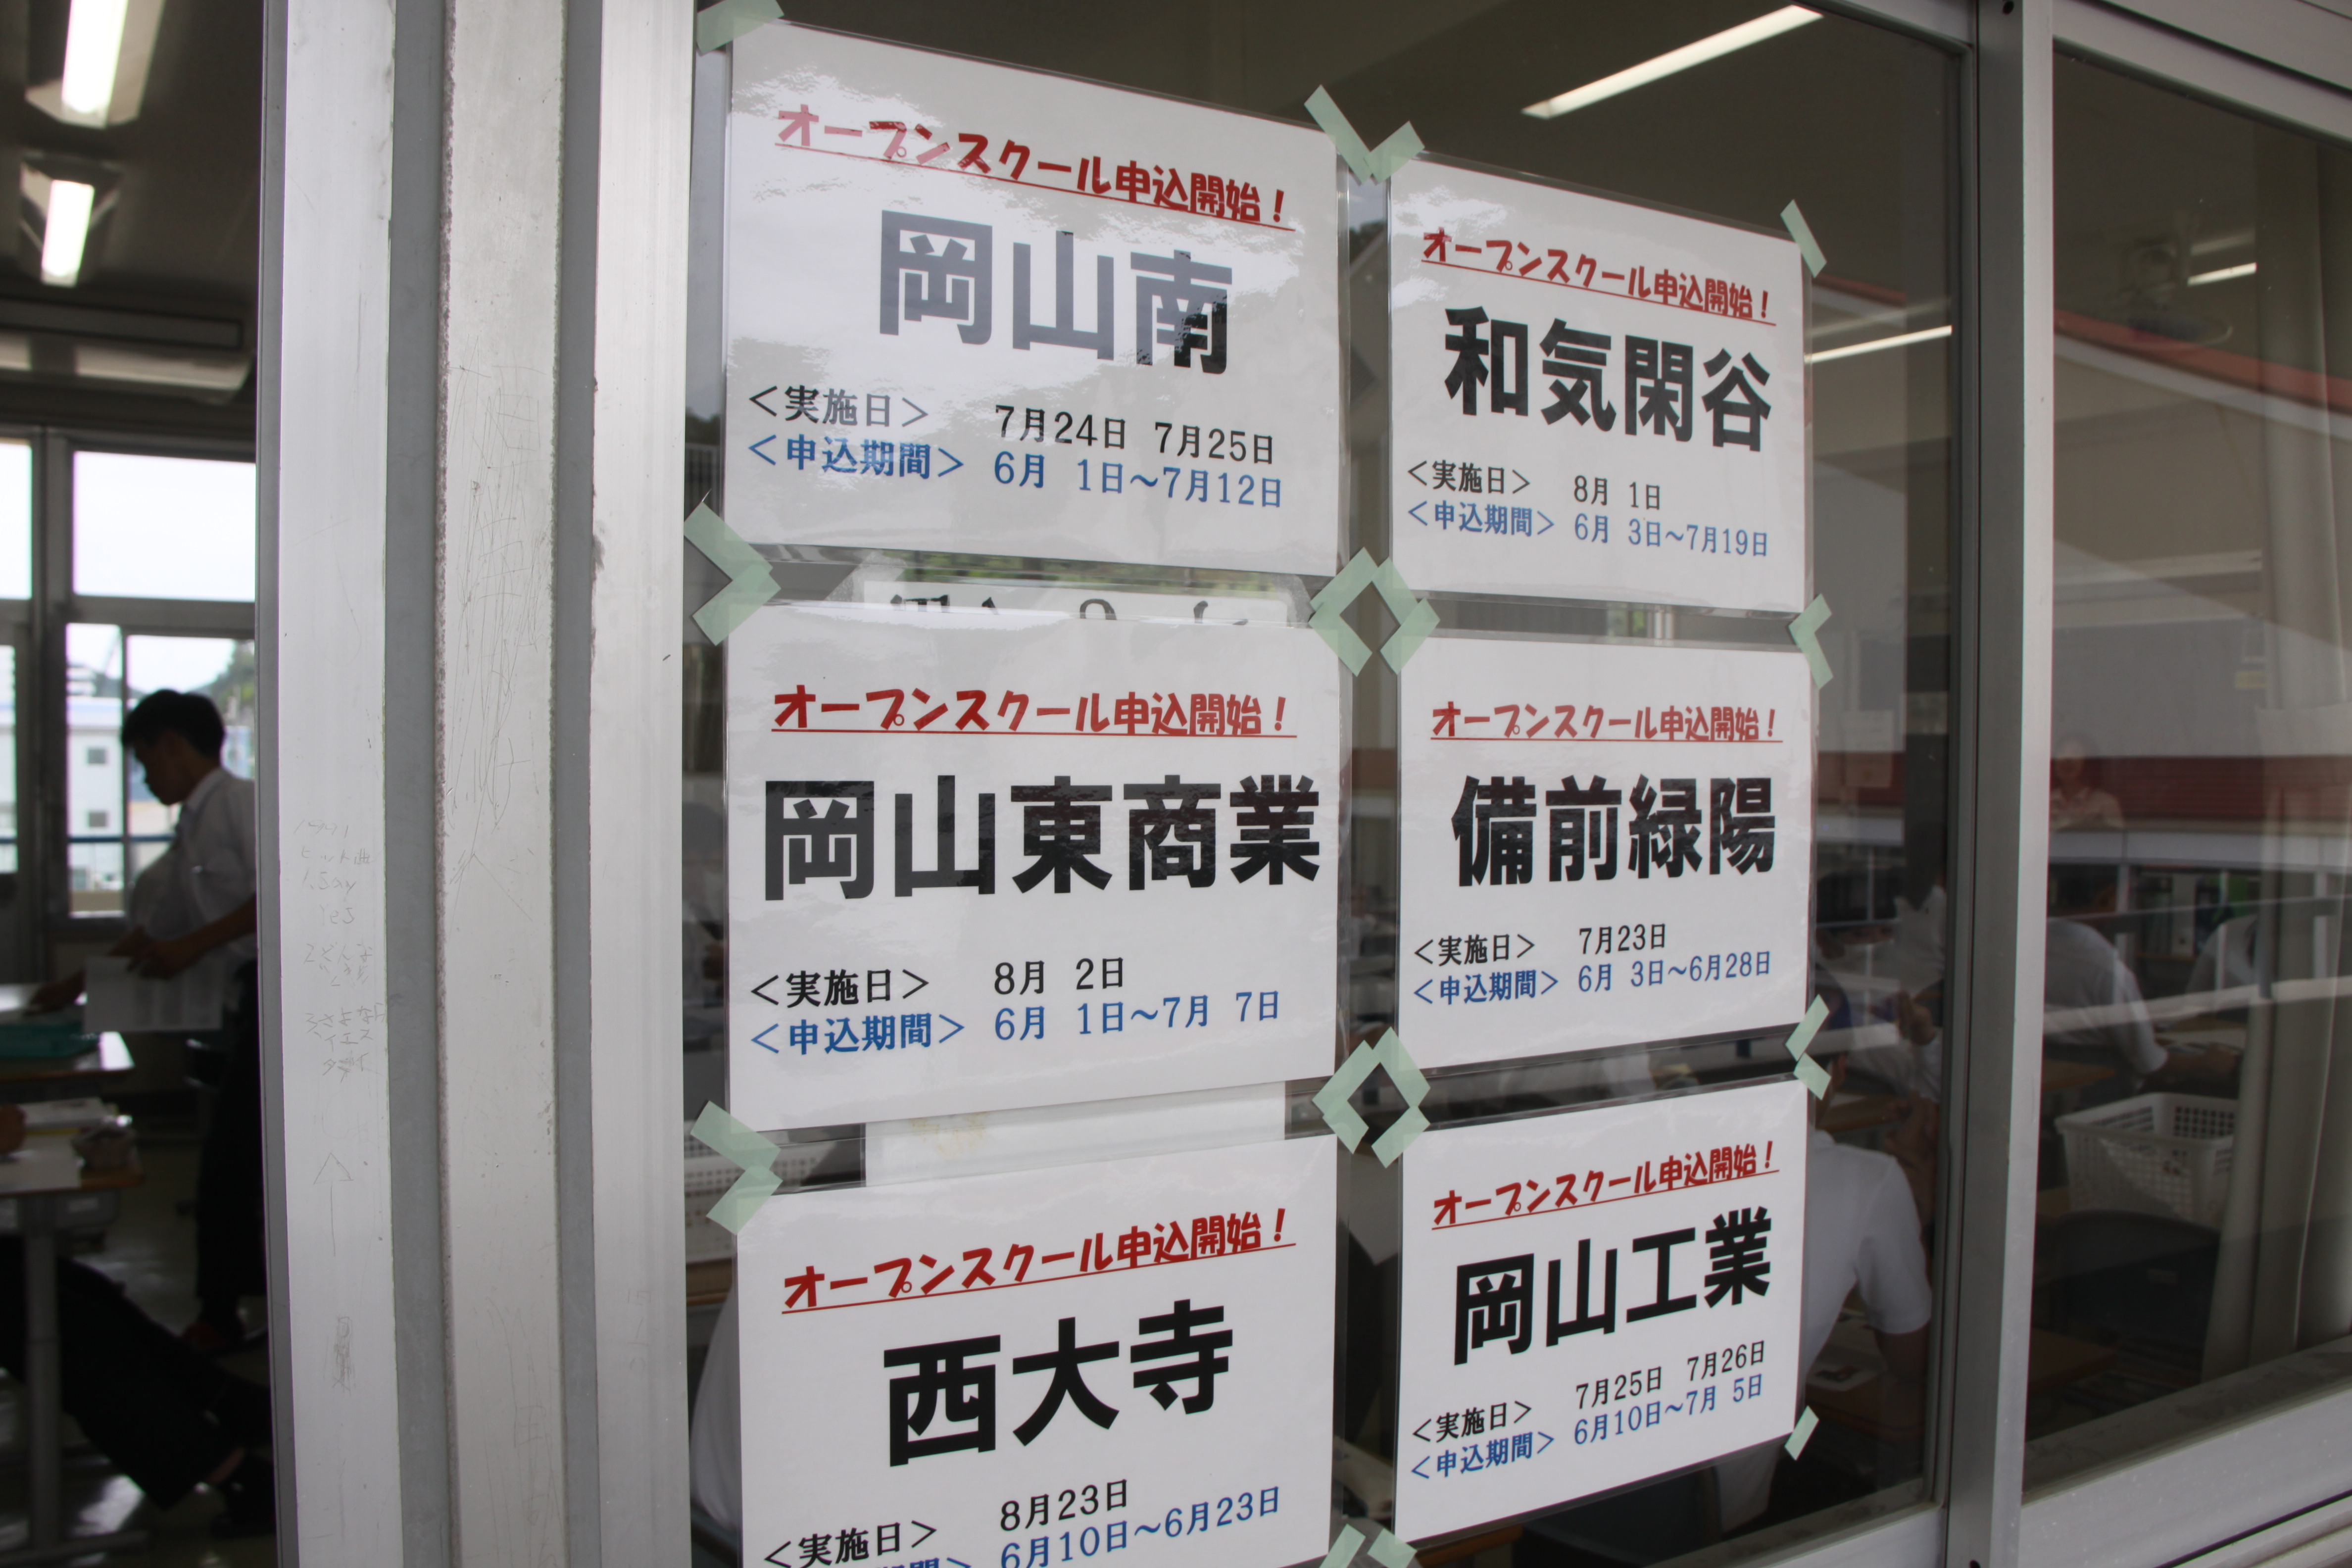 オープンスクール申込開始！
岡山南
＜実施日＞ 7月24日 7月25日
＜申込期間＞ 6月 1日～7月12日
オープンスクール申込開始！
和気閑谷
＜実施日＞ 8月 1日
＜申込期間＞ 6月 3日～7月19日
オープンスクール申込開始！
岡山東商業
＜実施日＞ 8月 2日
＜申込期間＞ 6月 1日～7月 7日
オープンスクール申込開始！
備前緑陽
＜実施日＞ 7月23日
＜申込期間＞ 6月 3日～6月28日
オープンスクール申込開始！
西大寺
＜実施日＞ 8月23日
期間＞ 6月10日～6月23日
オープンスクール申込開始！
岡山工業
＜実施日＞ 7月25日 7月26日
＜申込期間＞ 6月10日～7月 5日
ヒット曲
1.Say
Yes